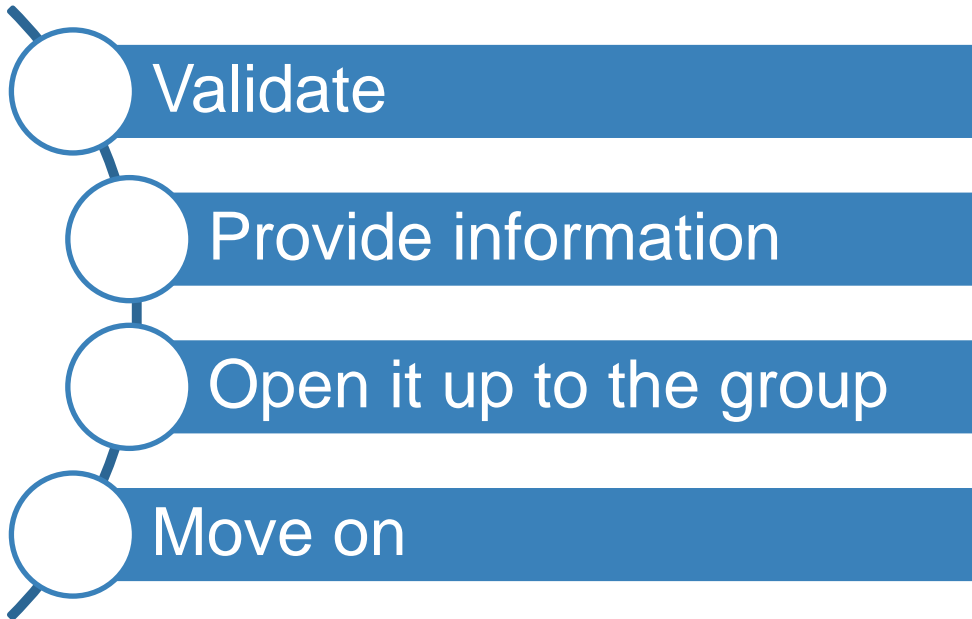 Validate
Provide information
Open it up to the group
Move on